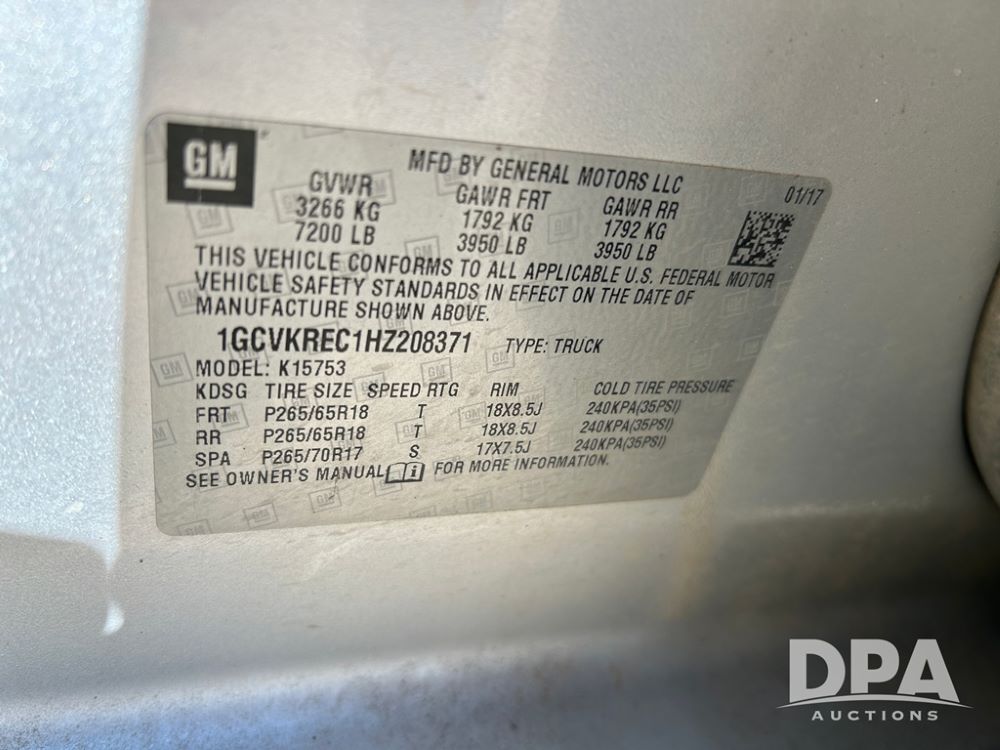 GM
MFD BY GENERAL MOTORS LLC
01/17
GVWR GAWR FRT GAWR RR
3266 KG 1792 KG 1792 KG
7200 LB 3950 LB 3950 LB
THIS VEHICLE CONFORMS TO ALL APPLICABLE U.S. FEDERAL MOTOR
VEHICLE SAFETY STANDARDS IN EFFECT ON THE DATE OF
MANUFACTURE SHOWN ABOVE.
1GCVKREC1HZ208371 TYPE: TRUCK
MODEL: K15753
KDSG TIRE SIZE SPEED RTG RIM COLD TIRE PRESSURE
FRT P265/65R18 T 18X8.5J 240KPA(35PSI)
RR P265/65R18 T 18X8.5J 240KPA(35PSI)
SPA P265/70R17 S 17X7.5J 240KPA(35PSI)
SEE OWNER'S MANUAL i FOR MORE INFORMATION.
DPA
AUCTIONS